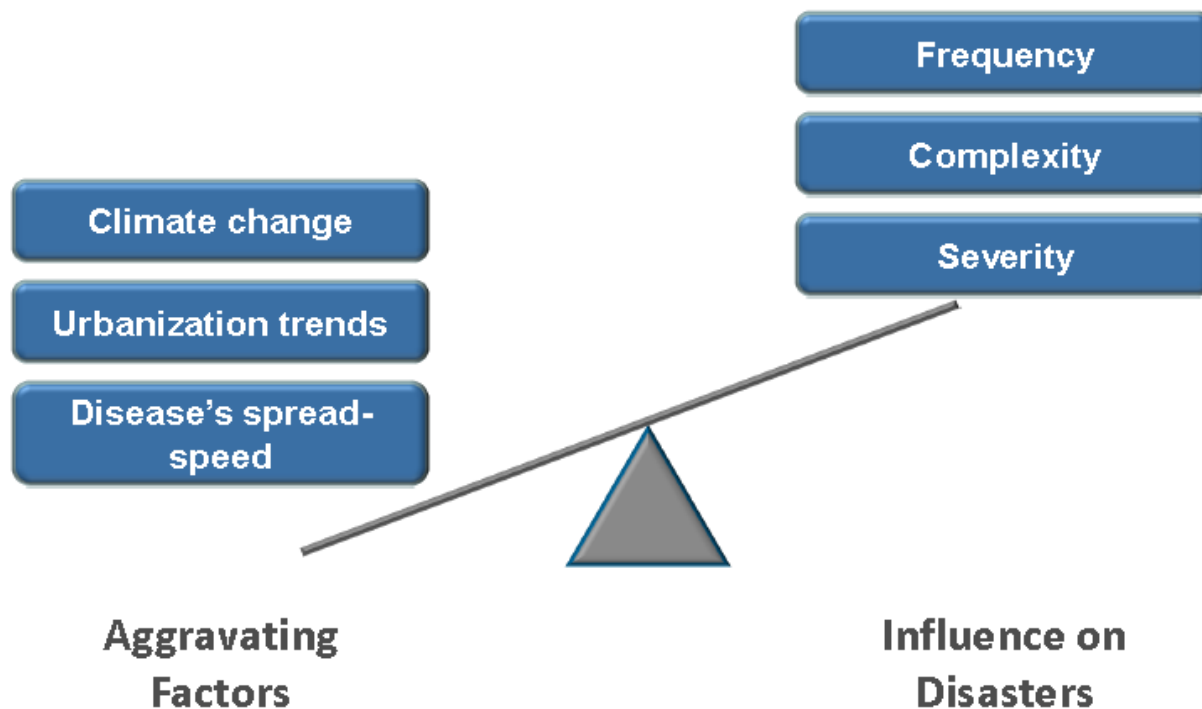 Frequency
Complexity
Severity
Climate change
Urbanization trends
Disease's spread-
speed
Aggravating
Factors
Influence on
Disasters